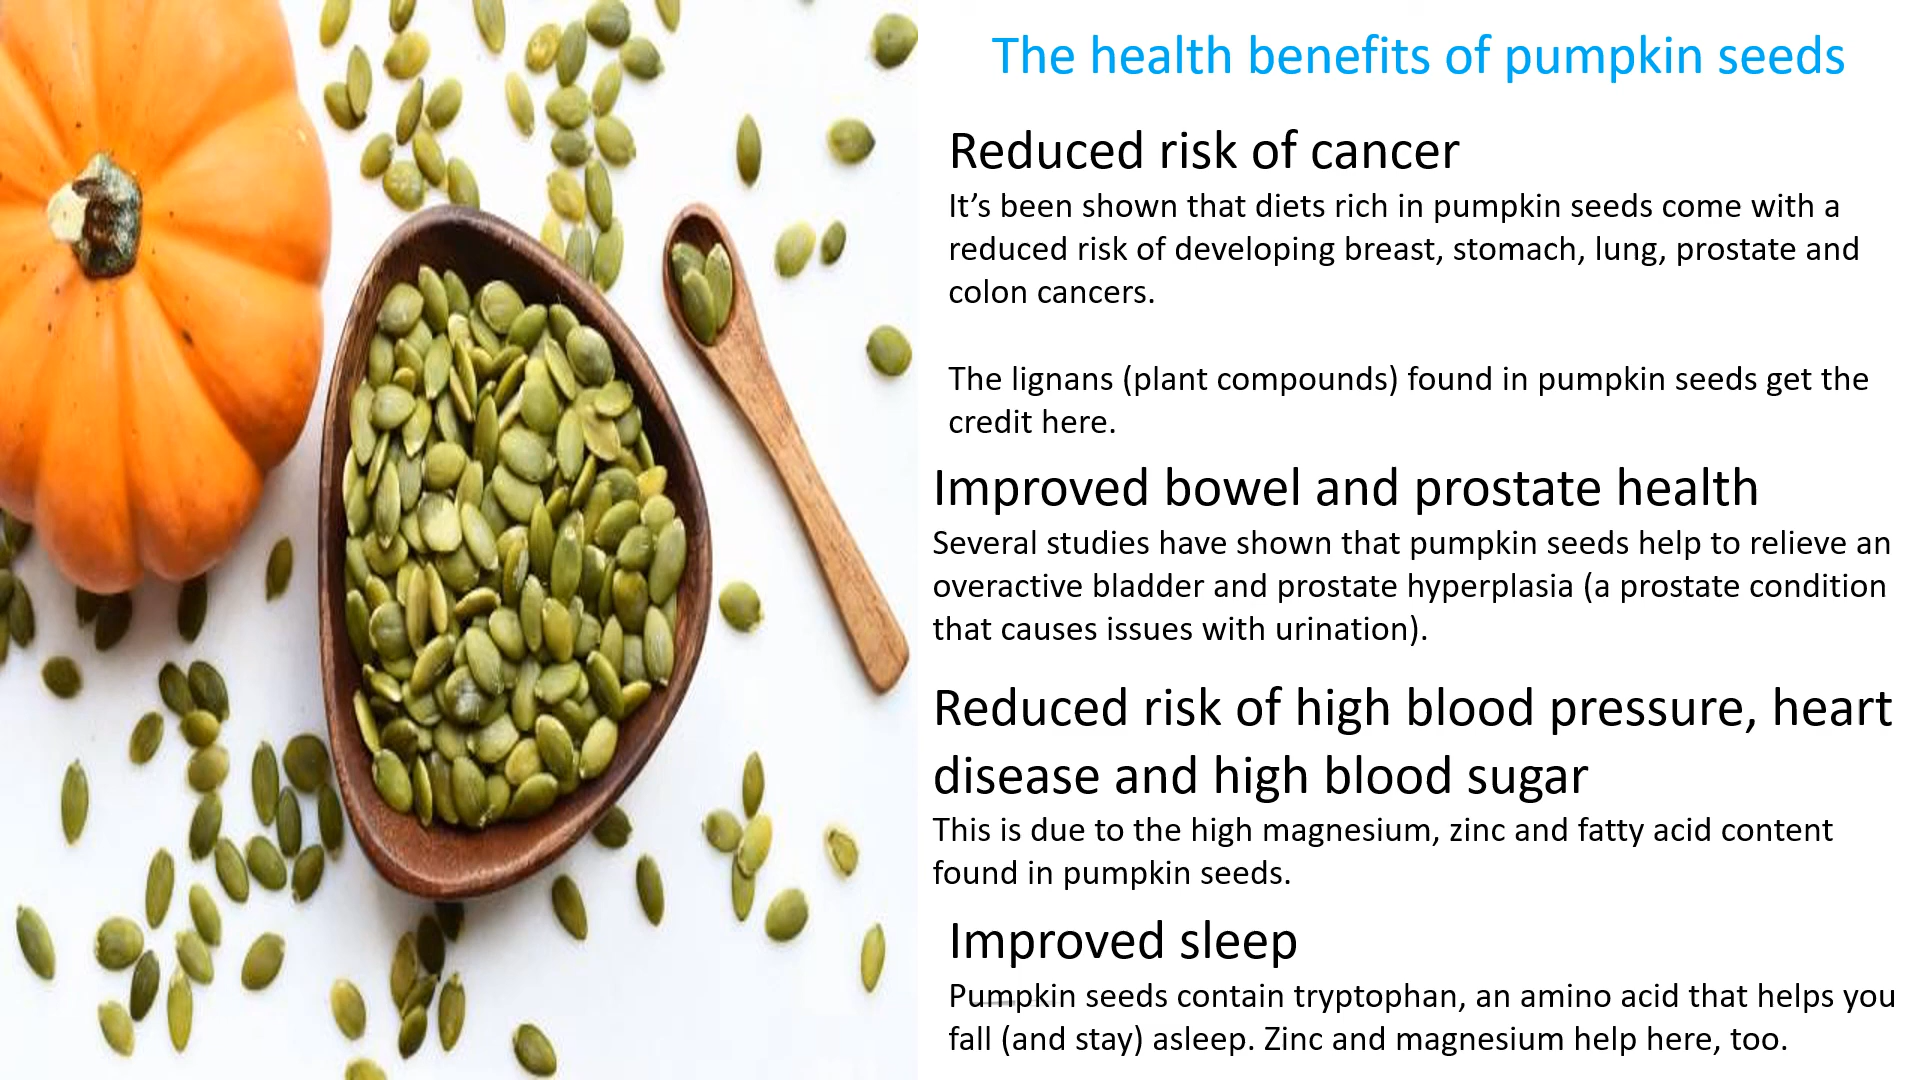 The health benefits of pumpkin seeds
Reduced risk of cancer
It’s been shown that diets rich in pumpkin seeds come with a
reduced risk of developing breast, stomach, lung, prostate and
colon cancers.
The lignans (plant compounds) found in pumpkin seeds get the
credit here.
Improved bowel and prostate health
Several studies have shown that pumpkin seeds help to relieve an
overactive bladder and prostate hyperplasia (a prostate condition
that causes issues with urination).
Reduced risk of high blood pressure, heart
disease and high blood sugar
This is due to the high magnesium, zinc and fatty acid content
found in pumpkin seeds.
Improved sleep
Pumpkin seeds contain tryptophan, an amino acid that helps you
fall (and stay) asleep. Zinc and magnesium help here, too.